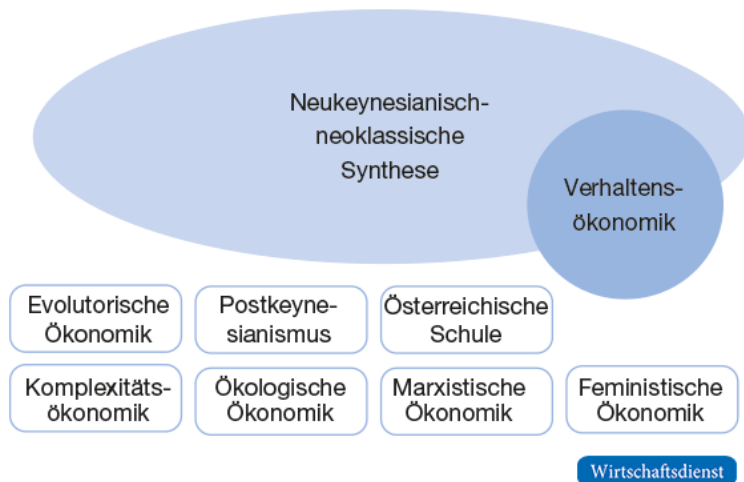 Neukeynesianisch-
neoklassische
Synthese
Verhaltens-
ökonomik
Evolutorische
Ökonomik
Postkeyne-
sianismus
Österreichische
Schule
Komplexitäts-
ökonomik
Ökologische
Ökonomik
Marxistische
Ökonomik
Feministische
Ökonomik
Wirtschaftsdienst